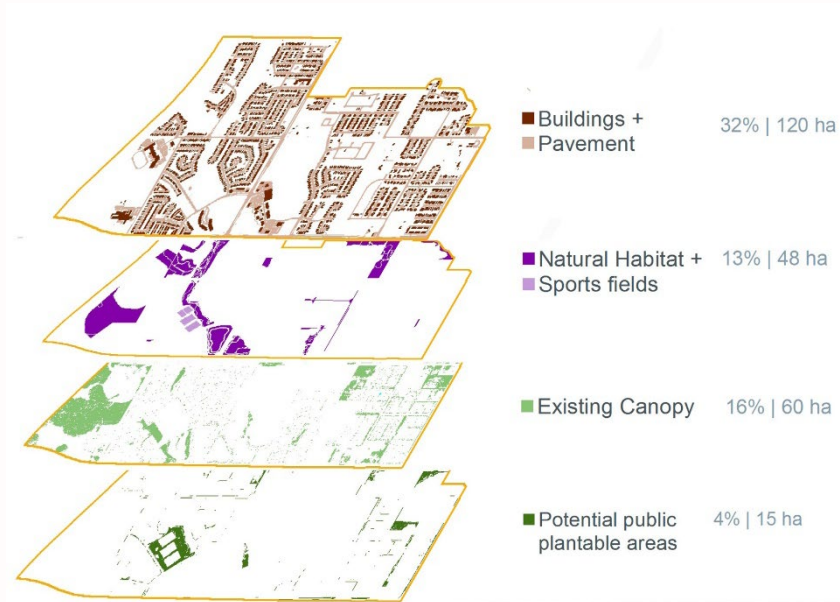 Buildings +
Pavement
32% | 120 ha
Natural Habitat +
Sports fields
13% | 48 ha
Existing Canopy
16% | 60 ha
Potential public
plantable areas
4% | 15 ha